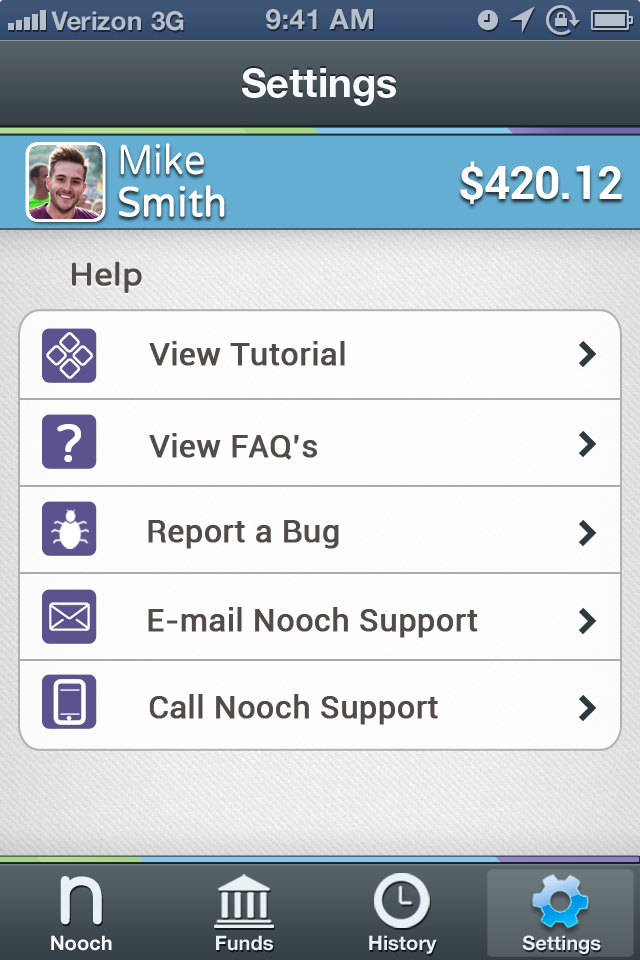 Verizon 3G 9:41 AM
Settings
Mike
Smith
$420.12
Help
View Tutorial
? View FAQ's
Report a Bug
E-mail Nooch Support
Call Nooch Support
n
Nooch Funds History Settings